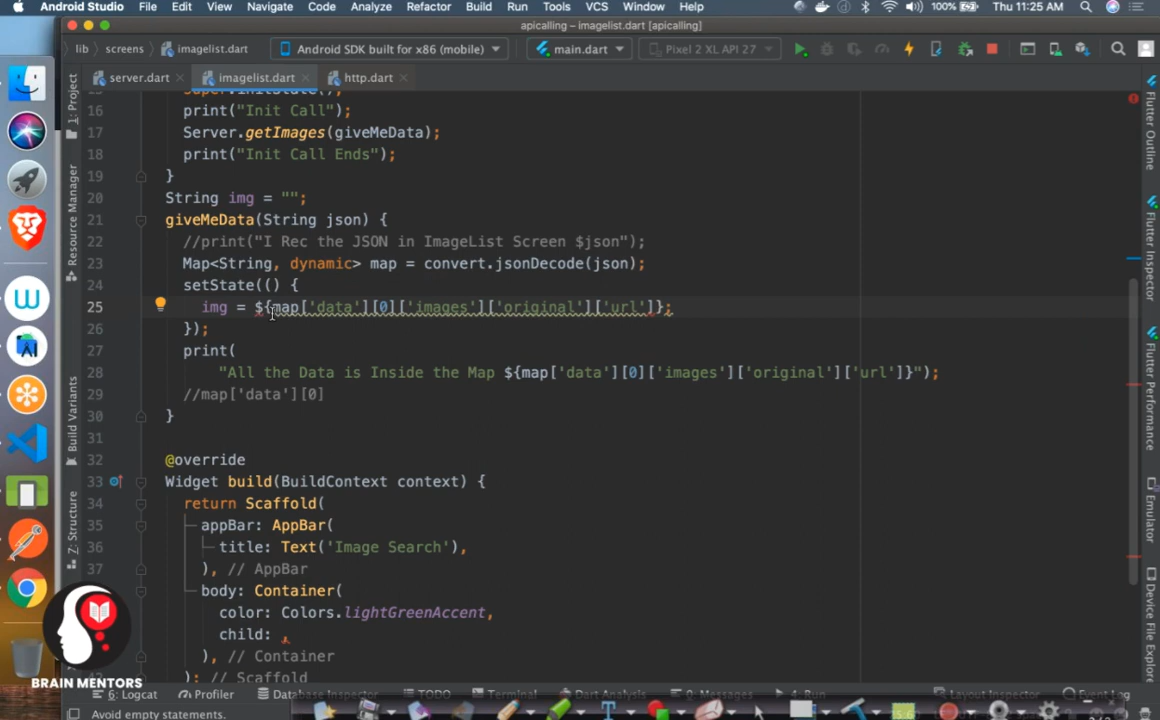 Android Studio File Edit View Navigate Code Analyze Refactor Build Run Tools VCS Window Help 100% Thu 11:25 AM
apicalling – imagelist.dart [apicalling]
lib screens imagelist.dart Android SDK built for x86 (mobile) main.dart Pixel 2 XL API 27
server.dart imagelist.dart http.dart
16 print("Init Call");
17 Server.getImages(giveMeData);
18 print("Init Call Ends");
19 }
20 String img = "";
21 giveMeData(String json) {
22 //print("I Rec the JSON in ImageList Screen $json");
23 Map<String, dynamic> map = convert.jsonDecode(json);
24 setState(() {
25 img = ${map['data'][0]['images']['original']['url']};
26 });
27 print(
28 "All the Data is Inside the Map ${map['data'][0]['images']['original']['url']}");
29 //map['data'][0]
30 }
31
32 @override
33 Widget build(BuildContext context) {
34 return Scaffold(
35 appBar: AppBar(
36 title: Text('Image Search'),
37 ), // AppBar
body: Container(
color: Colors.lightGreenAccent,
child: ,
), // Container
); // Scaffold
1: Project
Resource Manager
Build Variants
7: Structure
Flutter Outline
Flutter Inspector
Flutter Performance
Emulator
Device File Explorer
BRAIN MENTORS
6: Logcat Profiler Database Inspector TODO Terminal Dart Analysis 0: Messages 4: Run Layout Inspector Event Log
Avoid empty statements.